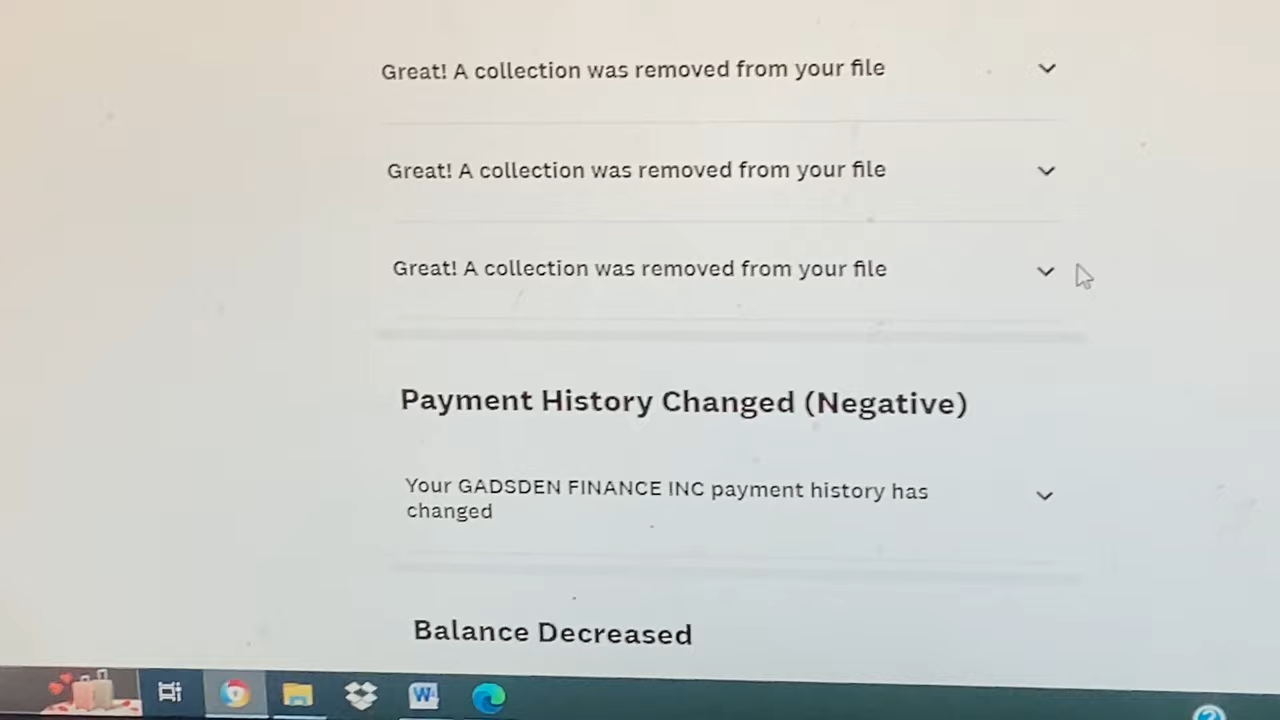 Great! A collection was removed from your file
Great! A collection was removed from your file
Great! A collection was removed from your file
Payment History Changed (Negative)
Your GADSDEN FINANCE INC payment history has
changed
Balance Decreased
W
?